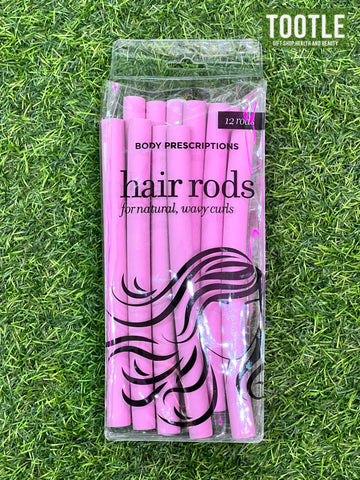 TOOTLE
GIFT SHOP, HEALTH AND BEAUTY
12 rods
BODY PRESCRIPTIONS
hair rods
for natural, wavy curls